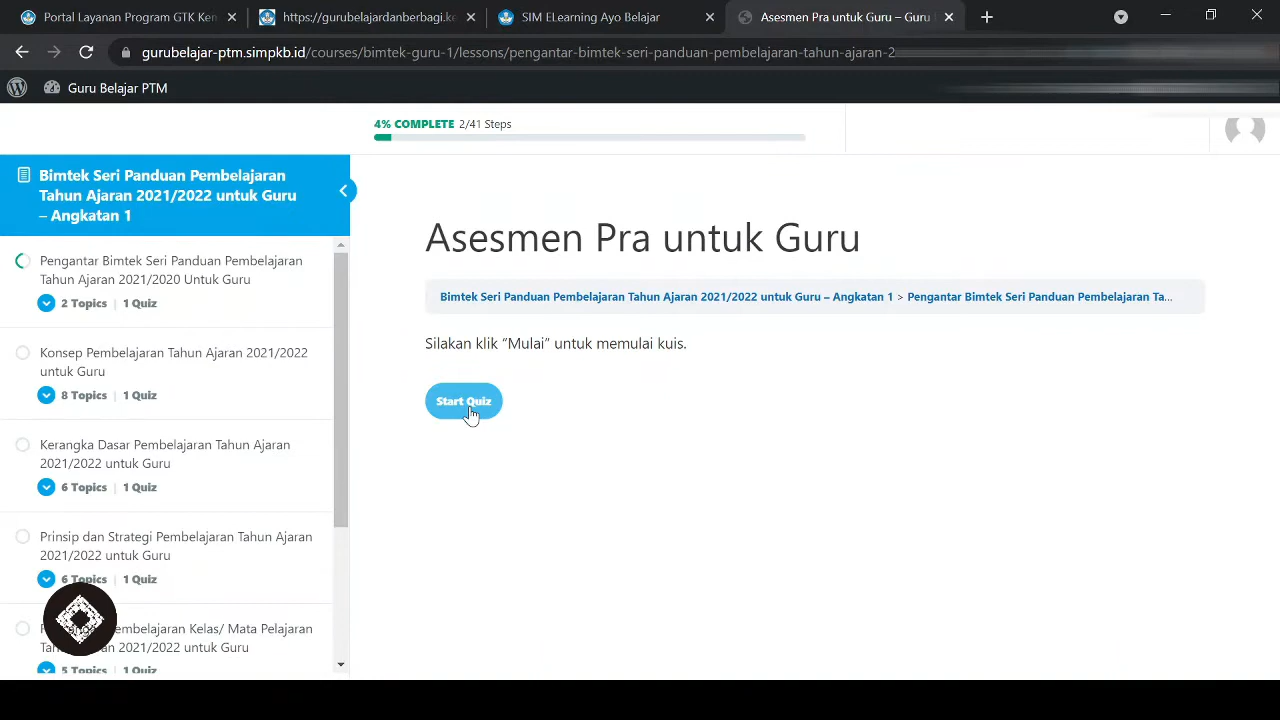 Portal Layanan Program GTK Ken
https://gurubelajardanberbagi.ke
SIM ELearning Ayo Belajar
Asesmen Pra untuk Guru – Guru
gurubelajar-ptm.simpkb.id/courses/bimtek-guru-1/lessons/pengantar-bimtek-seri-panduan-pembelajaran-tahun-ajaran-2
Guru Belajar PTM
4% COMPLETE 2/41 Steps
Bimtek Seri Panduan Pembelajaran
Tahun Ajaran 2021/2022 untuk Guru
– Angkatan 1
Pengantar Bimtek Seri Panduan Pembelajaran
Tahun Ajaran 2021/2020 Untuk Guru
2 Topics | 1 Quiz
Konsep Pembelajaran Tahun Ajaran 2021/2022
untuk Guru
8 Topics | 1 Quiz
Kerangka Dasar Pembelajaran Tahun Ajaran
2021/2022 untuk Guru
6 Topics | 1 Quiz
Prinsip dan Strategi Pembelajaran Tahun Ajaran
2021/2022 untuk Guru
6 Topics | 1 Quiz
Pembelajaran Kelas/ Mata Pelajaran
2021/2022 untuk Guru
5 Topics | 1 Quiz
Asesmen Pra untuk Guru
Bimtek Seri Panduan Pembelajaran Tahun Ajaran 2021/2022 untuk Guru – Angkatan 1 > Pengantar Bimtek Seri Panduan Pembelajaran Ta...
Silakan klik “Mulai” untuk memulai kuis.
Start Quiz